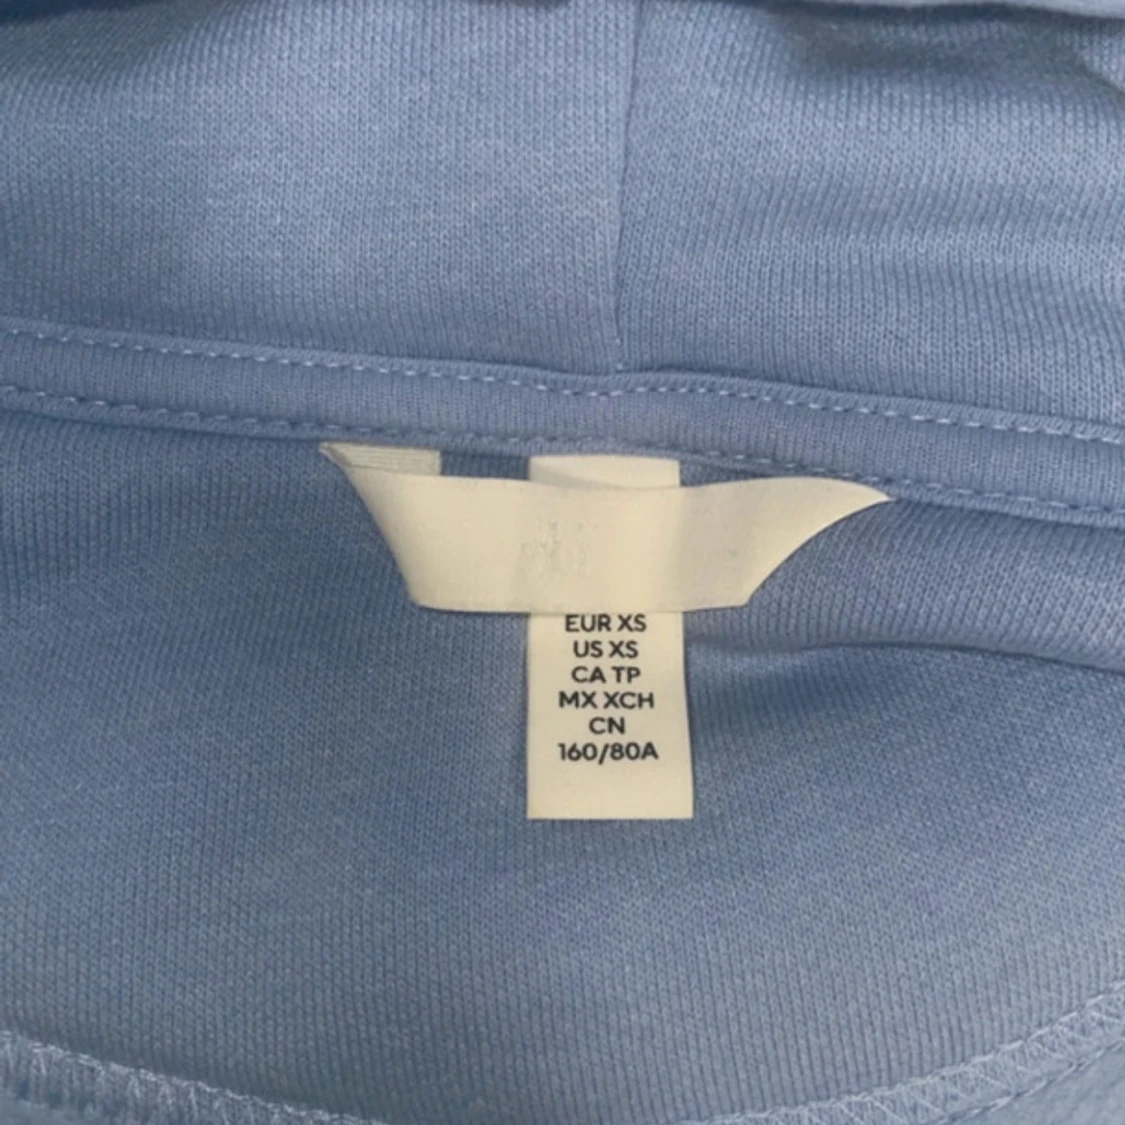 EUR XS
US XS
CA TP
MX XCH
CN
160/80A